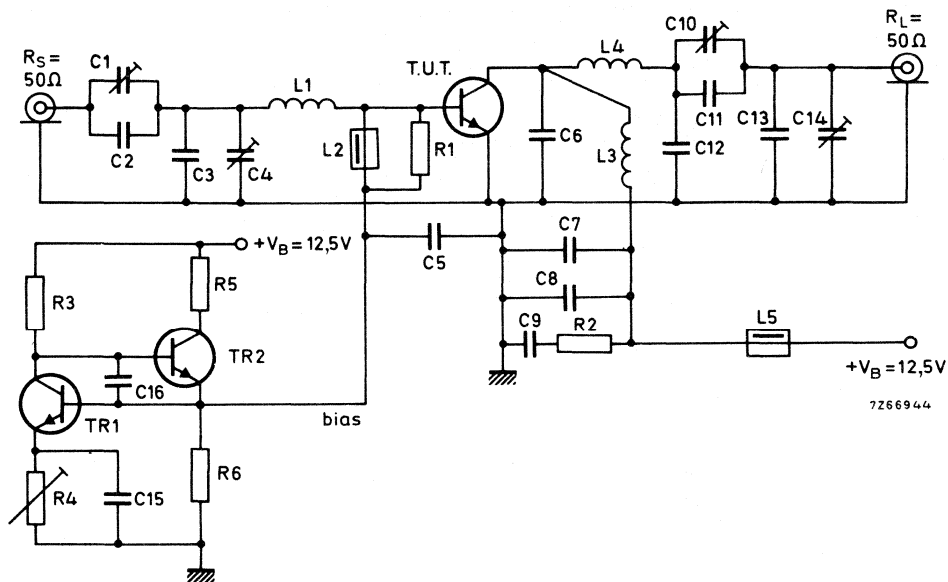 R_S =
50Ω
C1
C2
C3
C4
L1
L2
R1
T.U.T.
C6
L4
L3
C10
C11
C12
C13
C14
R_L =
50Ω
+V_B = 12,5V
R3
R5
C5
C7
C8
C9
R2
L5
+V_B = 12,5V
7Z66944
TR2
C16
TR1
bias
R4
C15
R6